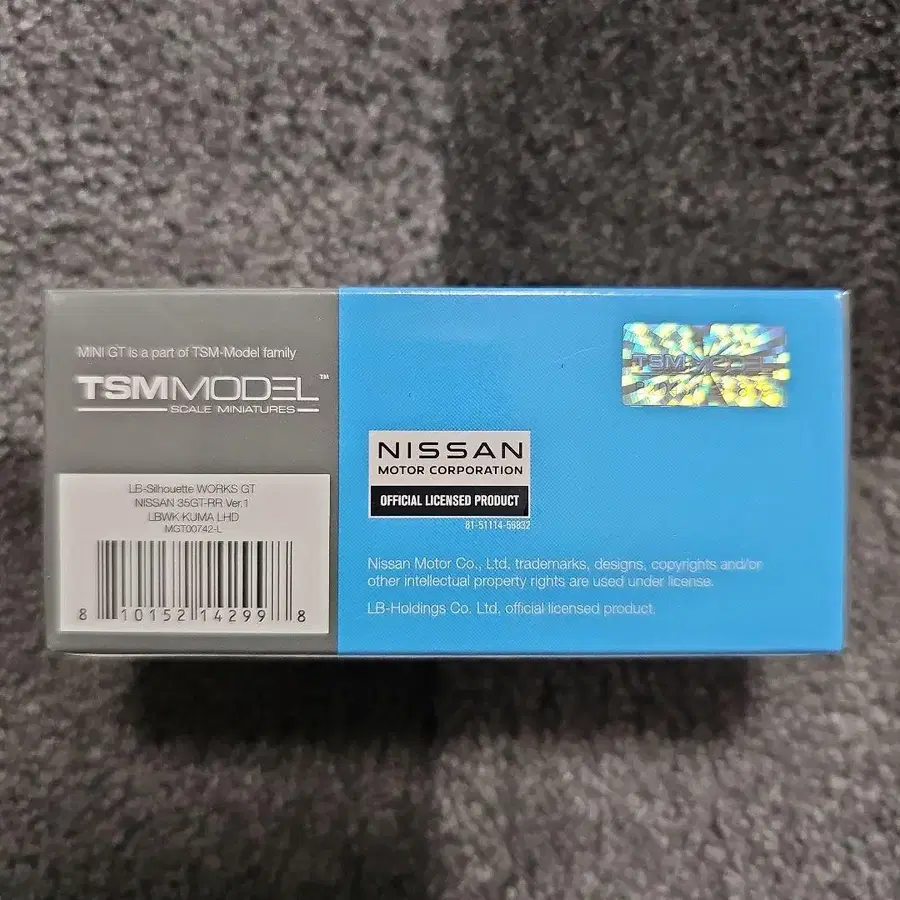 MINI GT is a part of TSM-Model family
TSMMODEL™
SCALE MINIATURES
LB-Silhouette WORKS GT
NISSAN 35GT-RR Ver.1
LBWK KUMA LHD
MGT00742-L
8 10152 14299 8
TSM MODEL
NISSAN
MOTOR CORPORATION
OFFICIAL LICENSED PRODUCT
81-51114-59832
Nissan Motor Co., Ltd, trademarks, designs, copyrights and/or
other intellectual property rights are used under license.
LB-Holdings Co. Ltd, official licensed product.